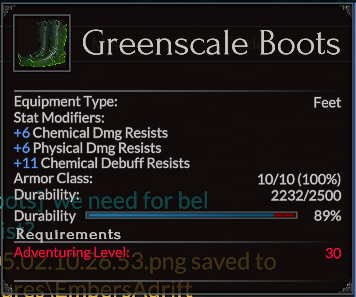 Greenscale Boots
Equipment Type: Feet
Stat Modifiers:
+6 Chemical Dmg Resists
+6 Physical Dmg Resists
+11 Chemical Debuff Resists
Armor Class: 10/10 (100%)
oots] we need for bel
Durability: 2232/2500
Durability 89%
is?
Requirements
Adventuring Level: 30
5.02.10.26.53.png saved to
ures\EmbersAdrift